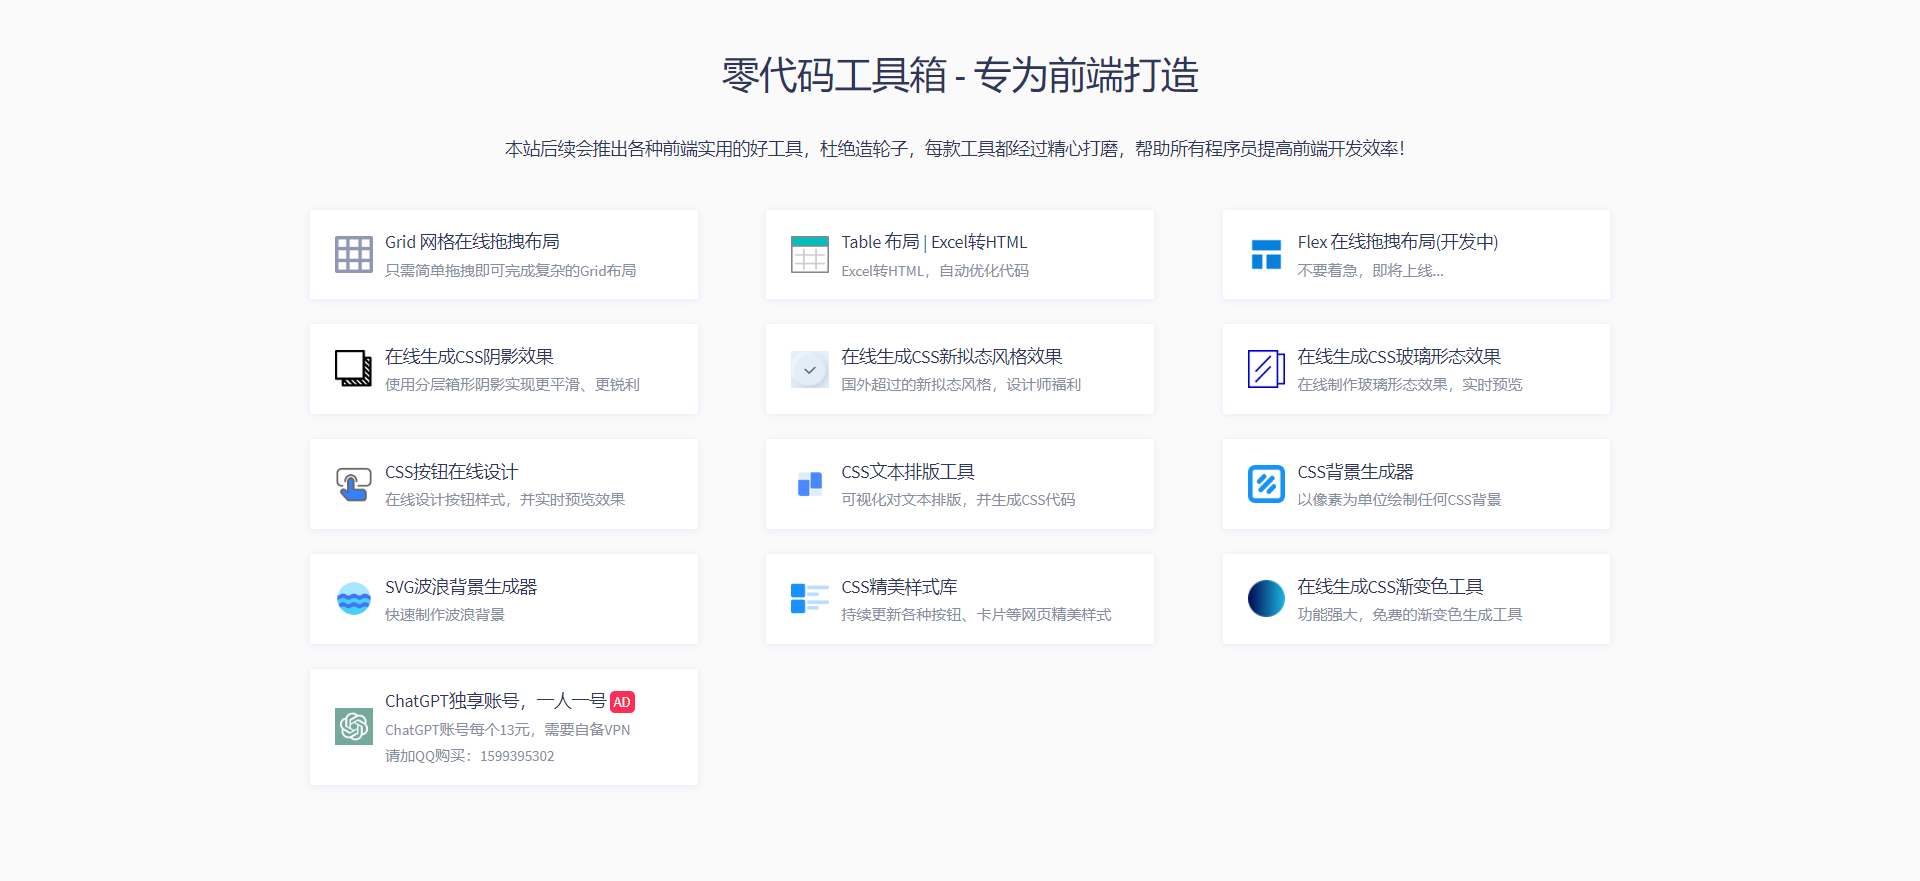 零代码工具箱 - 专为前端打造
本站后续会推出各种前端实用的好工具，杜绝造轮子，每款工具都经过精心打磨，帮助所有程序员提高前端开发效率！
Grid 网格在线拖拽布局
只需简单拖拽即可完成复杂的Grid布局
Table 布局 | Excel转HTML
Excel转HTML，自动优化代码
Flex 在线拖拽布局(开发中)
不要着急，即将上线...
在线生成CSS阴影效果
使用分层箱形阴影实现更平滑、更锐利
在线生成CSS新拟态风格效果
国外超过的新拟态风格，设计师福利
在线生成CSS玻璃形态效果
在线制作玻璃形态效果，实时预览
CSS按钮在线设计
在线设计按钮样式，并实时预览效果
CSS文本排版工具
可视化对文本排版，并生成CSS代码
CSS背景生成器
以像素为单位绘制任何CSS背景
SVG波浪背景生成器
快速制作波浪背景
CSS精美样式库
持续更新各种按钮、卡片等网页精美样式
在线生成CSS渐变色工具
功能强大，免费的渐变色生成工具
ChatGPT独享账号，一人一号 AD
ChatGPT账号每个13元，需要自备VPN
请加QQ购买：1599395302